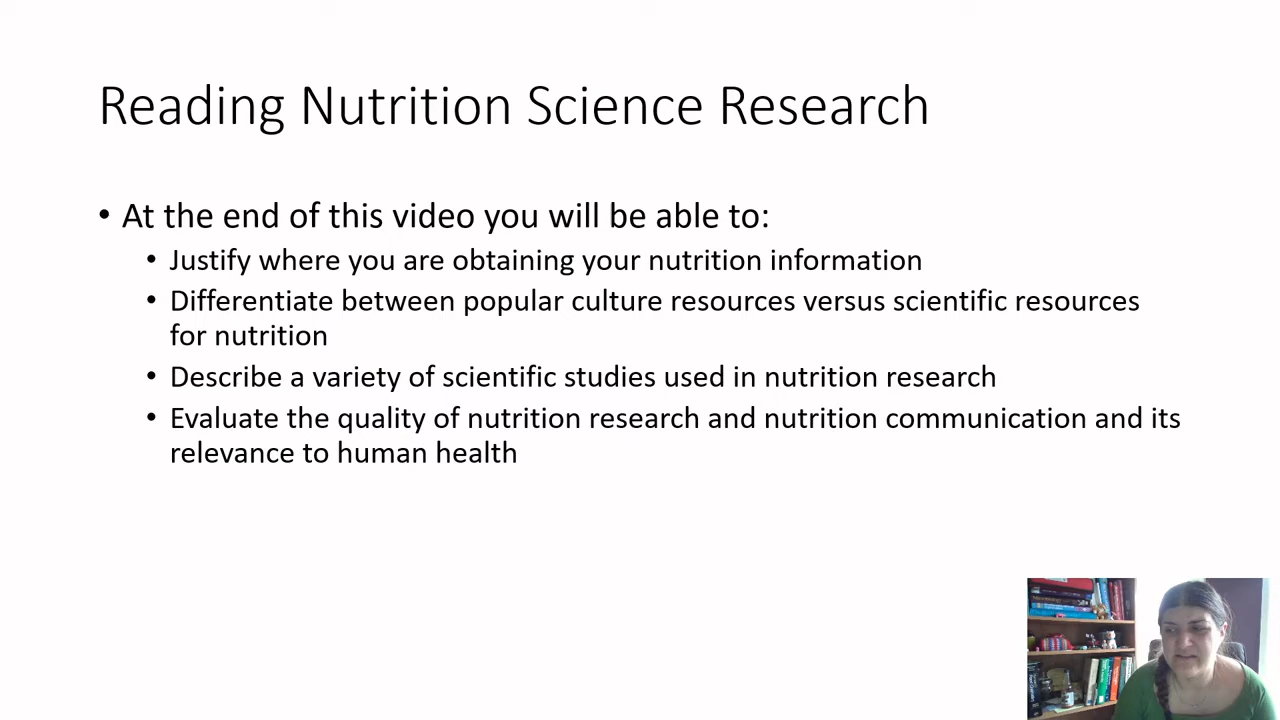 Reading Nutrition Science Research
• At the end of this video you will be able to:
• Justify where you are obtaining your nutrition information
• Differentiate between popular culture resources versus scientific resources
for nutrition
• Describe a variety of scientific studies used in nutrition research
• Evaluate the quality of nutrition research and nutrition communication and its
relevance to human health